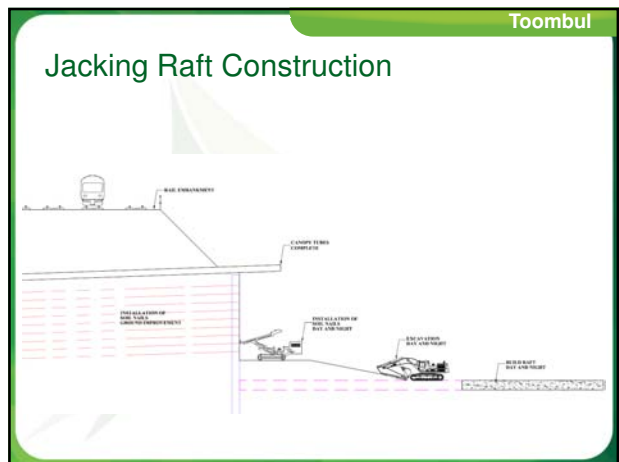 Toombul
Jacking Raft Construction
RAIL EMBANKMENT
CANOPY TUBES
COMPLETE
INSTALLATION OF
SOIL NAILS
GROUND IMPROVEMENT
INSTALLATION OF
SOIL NAILS
DAY AND NIGHT
EXCAVATION
DAY AND NIGHT
BUILD RAFT
DAY AND NIGHT